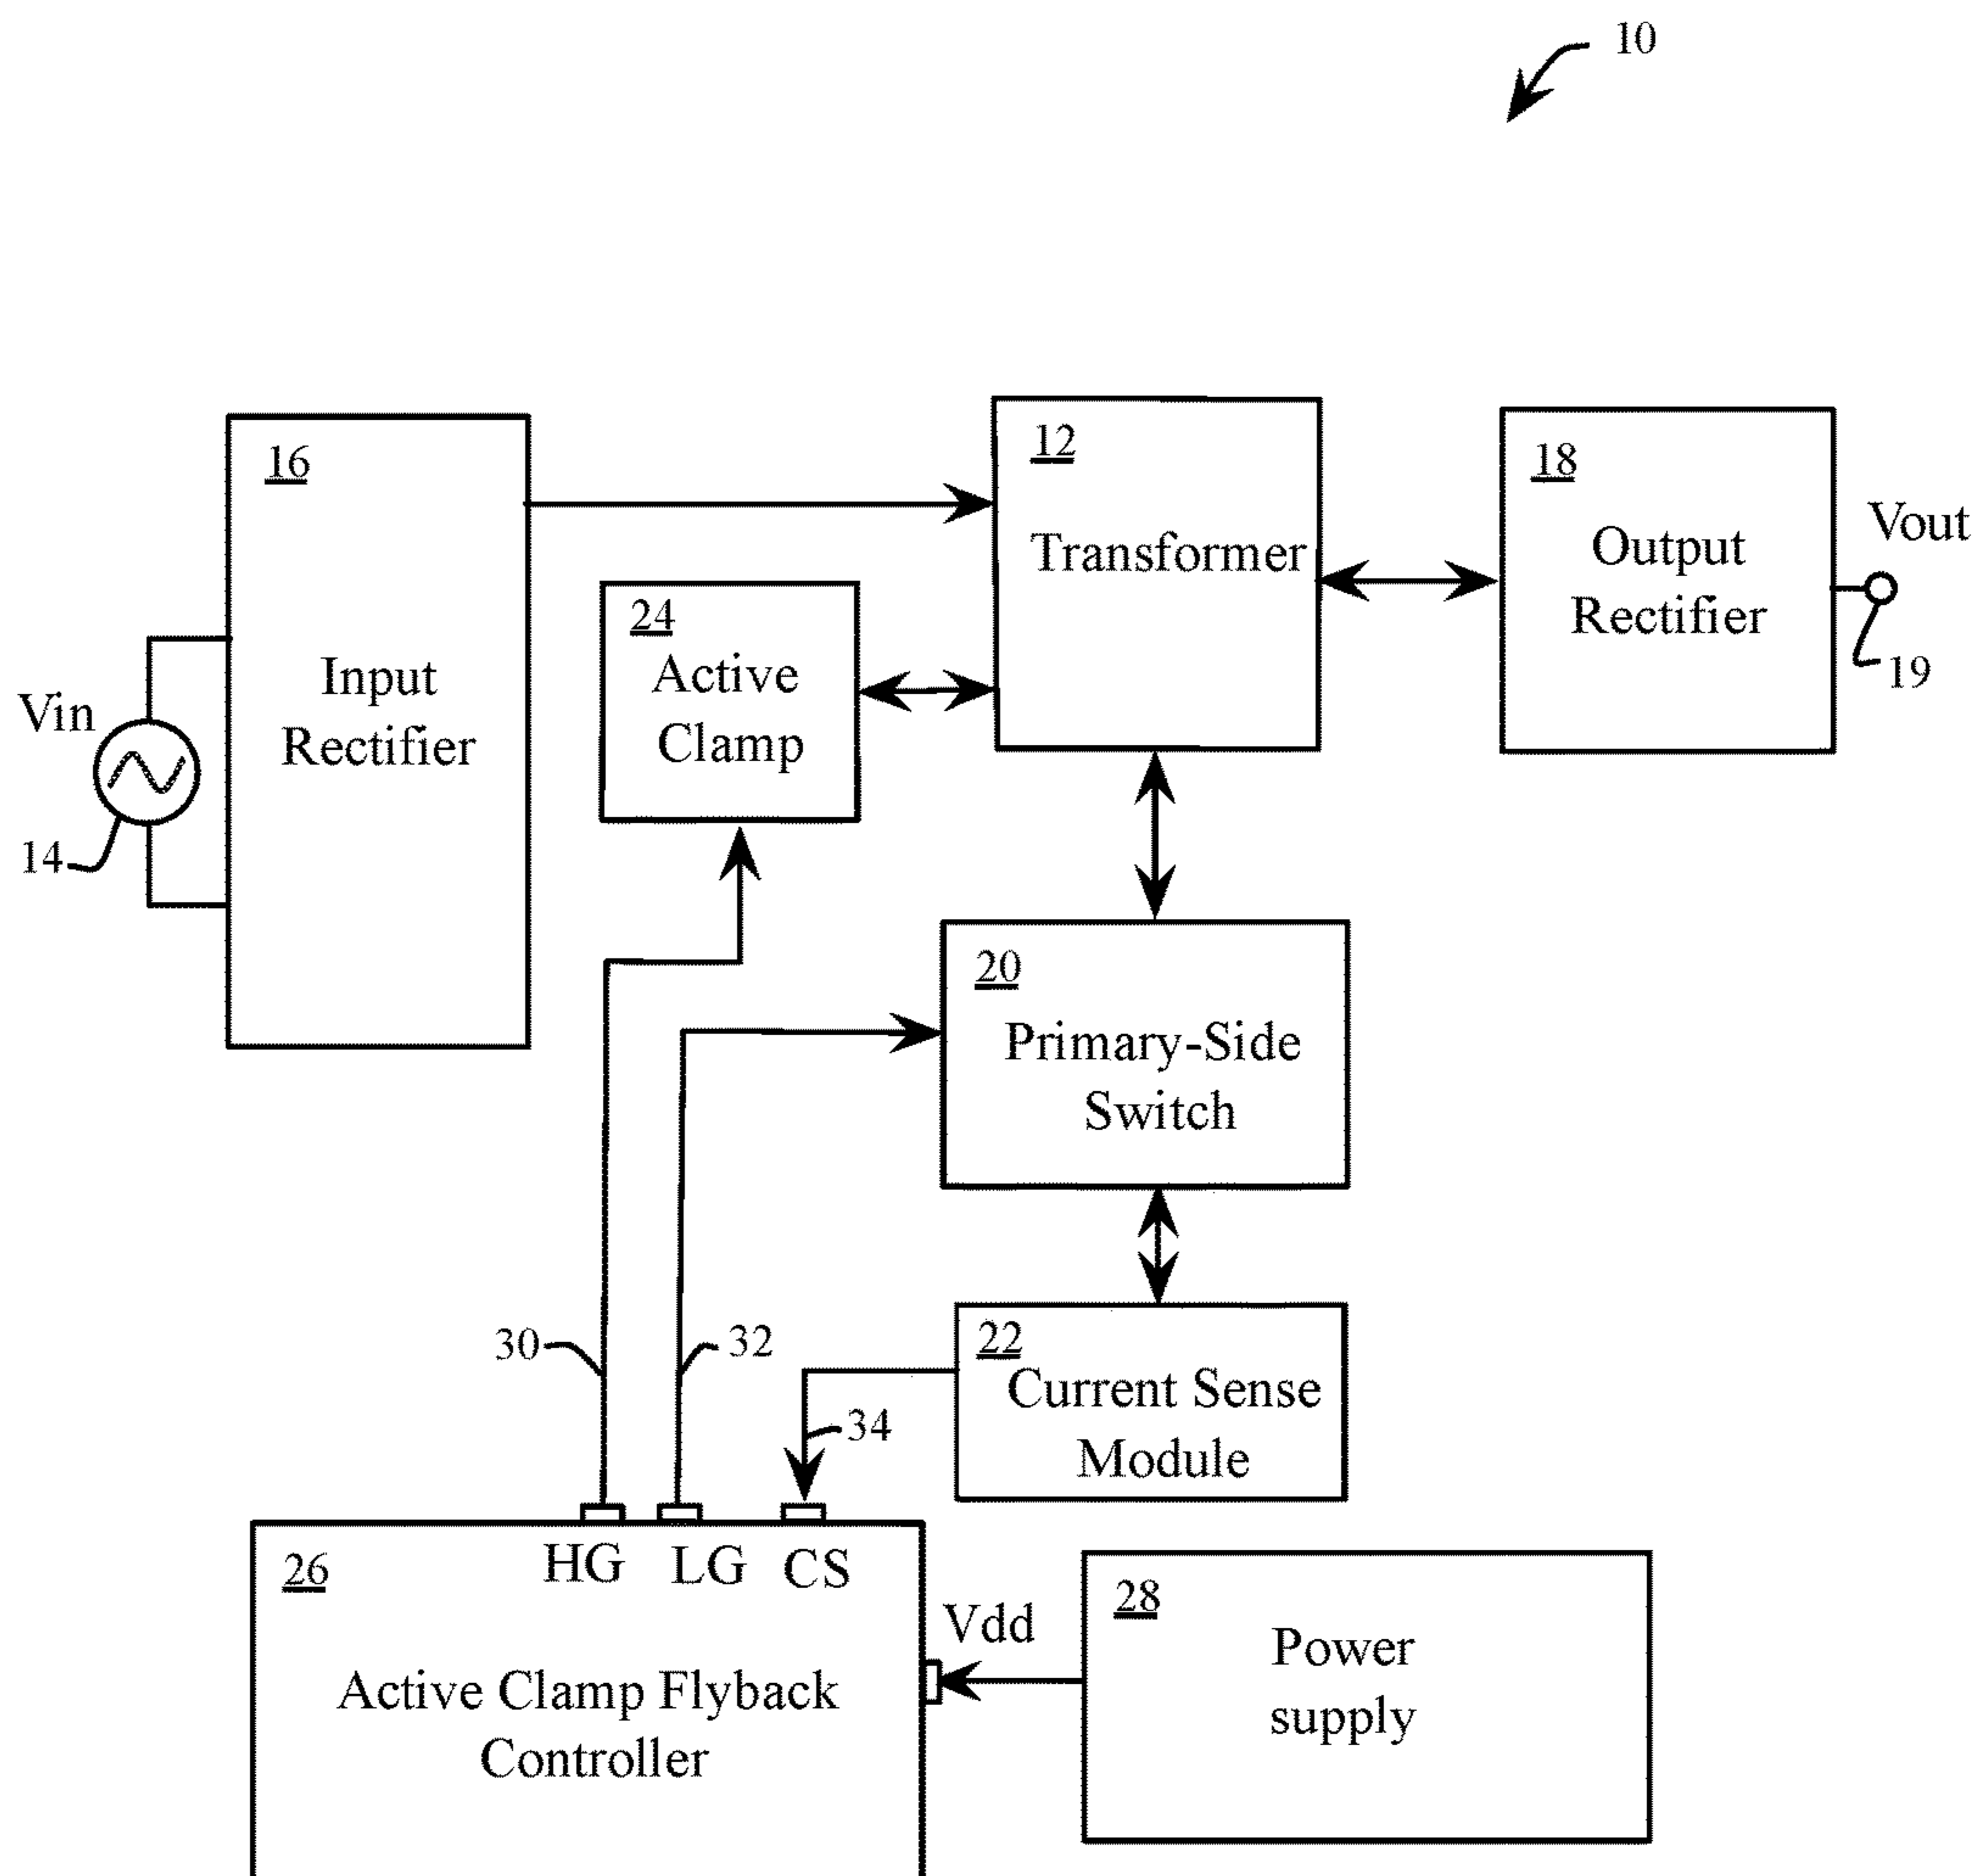 10
16
Input
Rectifier
Vin
14
12
Transformer
18
Output
Rectifier
Vout
19
24
Active
Clamp
20
Primary-Side
Switch
22
Current Sense
Module
30
32
34
HG LG CS
26
Active Clamp Flyback
Controller
Vdd
28
Power
supply